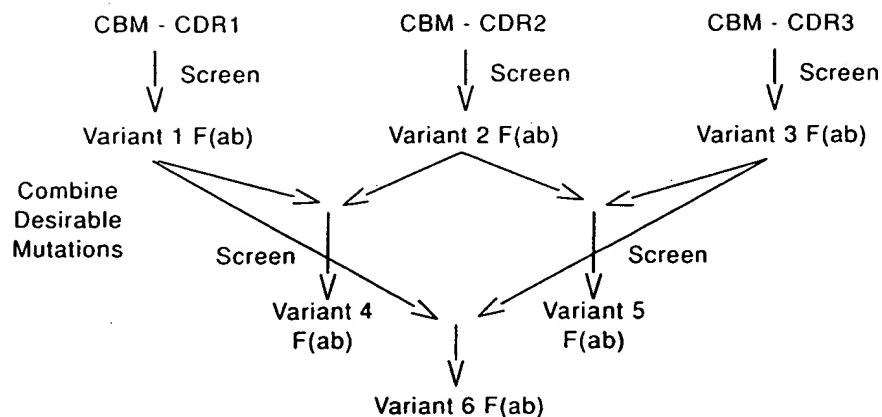 CBM - CDR1 CBM - CDR2 CBM - CDR3
Screen Screen Screen
Variant 1 F(ab) Variant 2 F(ab) Variant 3 F(ab)
Combine
Desirable
Mutations
Screen Screen
Variant 4
F(ab)
Variant 5
F(ab)
Variant 6 F(ab)